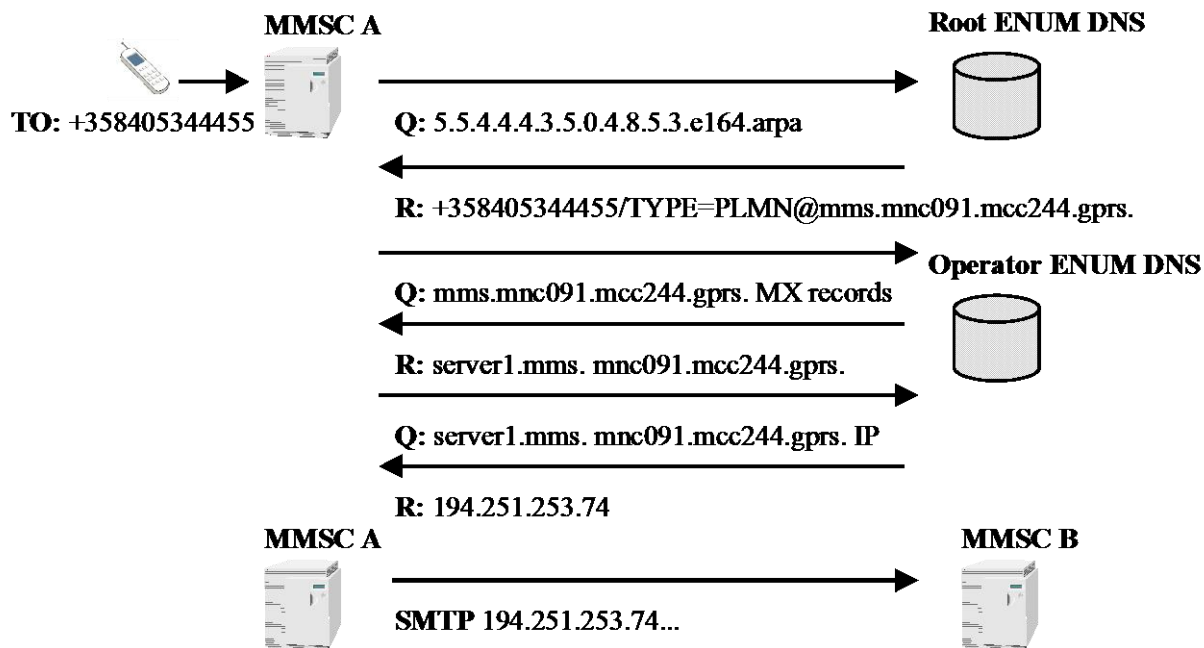 MMSC A
Root ENUM DNS
TO: +358405344455
Q: 5.5.4.4.4.3.5.0.4.8.5.3.e164.arpa
R: +358405344455/TYPE=PLMN@mms.mnc091.mcc244.gprs.
Operator ENUM DNS
Q: mms.mnc091.mcc244.gprs. MX records
R: server1.mms. mnc091.mcc244.gprs.
Q: server1.mms. mnc091.mcc244.gprs. IP
R: 194.251.253.74
MMSC A
MMSC B
SMTP 194.251.253.74...